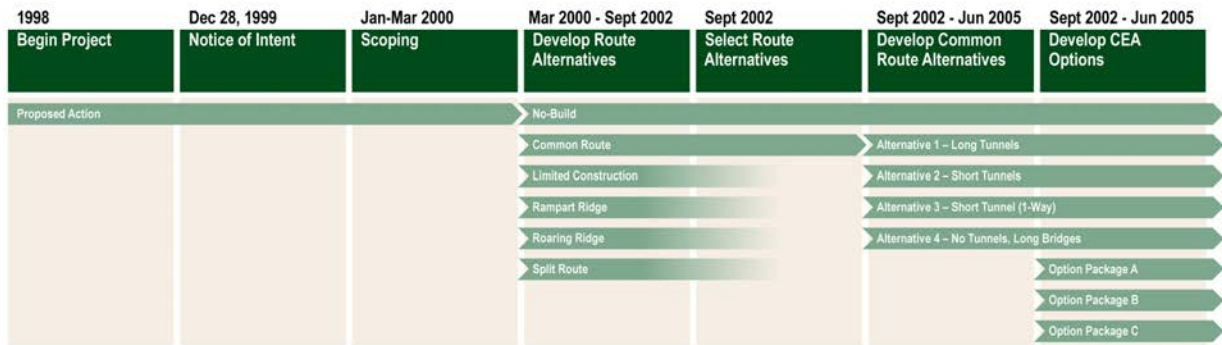 1998
Dec 28, 1999
Jan-Mar 2000
Mar 2000 - Sept 2002
Sept 2002
Sept 2002 - Jun 2005
Sept 2002 - Jun 2005
Begin Project
Notice of Intent
Scoping
Develop Route
Alternatives
Select Route
Alternatives
Develop Common
Route Alternatives
Develop CEA
Options
Proposed Action
No-Build
Common Route
Alternative 1 – Long Tunnels
Limited Construction
Alternative 2 – Short Tunnels
Rampart Ridge
Alternative 3 – Short Tunnel (1-Way)
Roaring Ridge
Alternative 4 – No Tunnels, Long Bridges
Split Route
Option Package A
Option Package B
Option Package C